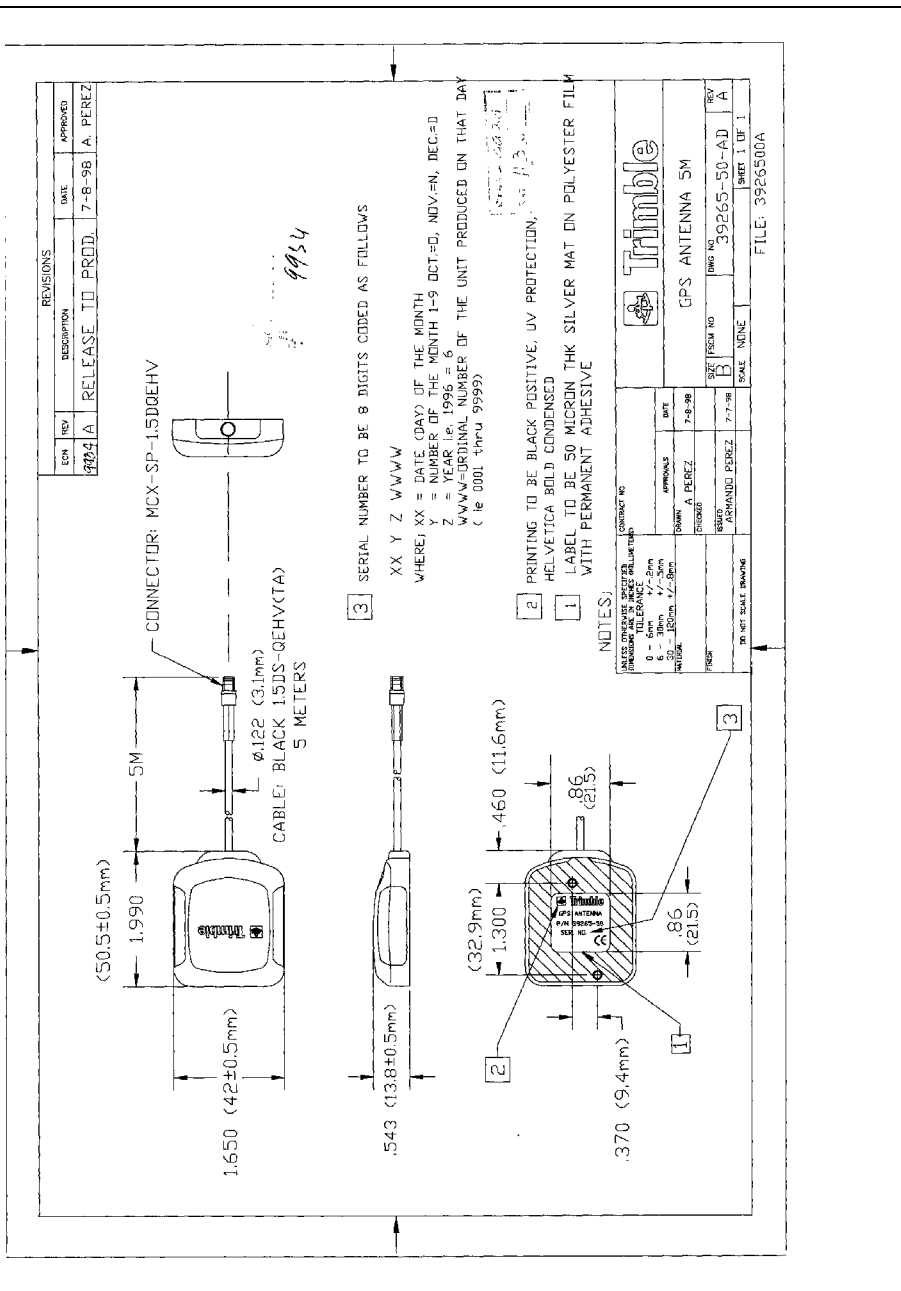 REVISIONS
ECN REV DESCRIPTION DATE APPROVED
9934 A RELEASE TO PROD. 7-8-98 A. PEREZ
9934
CONNECTOR: MCX-SP-1.5DQEHV
5M
ø.122 (3.1mm)
CABLE: BLACK 1.5DS-QEHV(TA)
5 METERS
(50.5±0.5mm)
1.990
Trimble
1.650 (42±0.5mm)
.543 (13.8±0.5mm)
.460 (11.6mm)
.86
(21.5)
(32.9mm)
1.300
Trimble
GPS ANTENNA
P/N 39265-50
SER NO.
CE
.86
(21.5)
.370 (9.4mm)
2
1
3
3 SERIAL NUMBER TO BE 8 DIGITS CODED AS FOLLOWS
XX Y Z WWWW
WHERE; XX = DATE (DAY) OF THE MONTH
Y = NUMBER OF THE MONTH 1-9 OCT.=O, NOV.=N, DEC.=D
Z = YEAR i.e. 1996 = 6
WWWW=ORDINAL NUMBER OF THE UNIT PRODUCED ON THAT DAY
( ie 0001 thru 9999)
2 PRINTING TO BE BLACK POSITIVE, UV PROTECTION,
HELVETICA BOLD CONDENSED
1 LABEL TO BE 50 MICRON THK SILVER MAT ON POLYESTER FILM
WITH PERMANENT ADHESIVE
NOTES;
UNLESS OTHERWISE SPECIFIED
DIMENSIONS ARE IN INCHES (MILLIMETERS)
TOLERANCE
0 - 6mm +/-.2mm
6 - 30mm +/-.5mm
30 - 120mm +/-.8mm
MATERIAL
FINISH
DO NOT SCALE DRAWING
CONTRACT NO
APPROVALS DATE
DRAWN A PEREZ 7-8-98
CHECKED
ISSUED ARMANDO PEREZ 7-7-98
Trimble
GPS ANTENNA 5M
SIZE B
FSCM NO
DWG NO 39265-50-AD
REV A
SCALE NONE
SHEET 1 OF 1
FILE: 3926500A